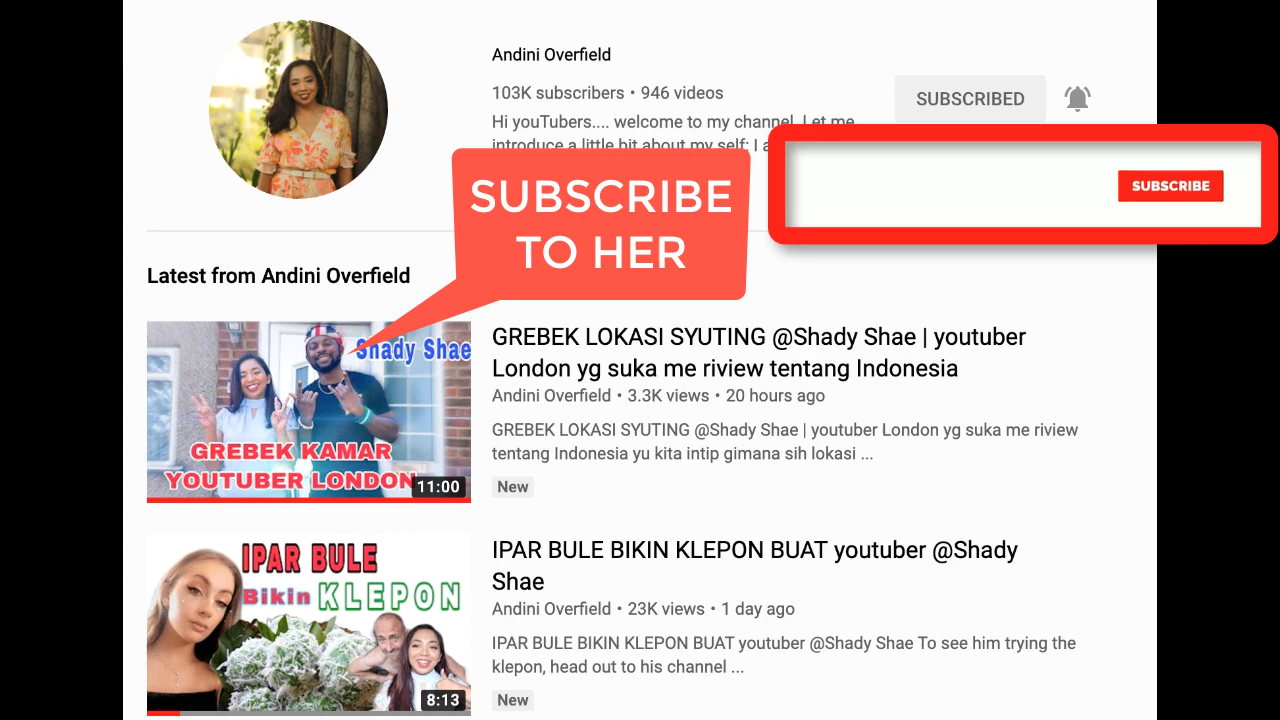 Andini Overfield
103K subscribers • 946 videos
SUBSCRIBED
Hi youTubers.... welcome to my channel. Let me
introduce a little bit about my self: I a
SUBSCRIBE
SUBSCRIBE
TO HER
Latest from Andini Overfield
Shady Shae
GREBEK KAMAR
YOUTUBER LONDON
11:00
GREBEK LOKASI SYUTING @Shady Shae | youtuber
London yg suka me riview tentang Indonesia
Andini Overfield • 3.3K views • 20 hours ago
GREBEK LOKASI SYUTING @Shady Shae | youtuber London yg suka me riview
tentang Indonesia yu kita intip gimana sih lokasi ...
New
IPAR BULE
Bikin KLEPON
8:13
IPAR BULE BIKIN KLEPON BUAT youtuber @Shady
Shae
Andini Overfield • 23K views • 1 day ago
IPAR BULE BIKIN KLEPON BUAT youtuber @Shady Shae To see him trying the
klepon, head out to his channel ...
New